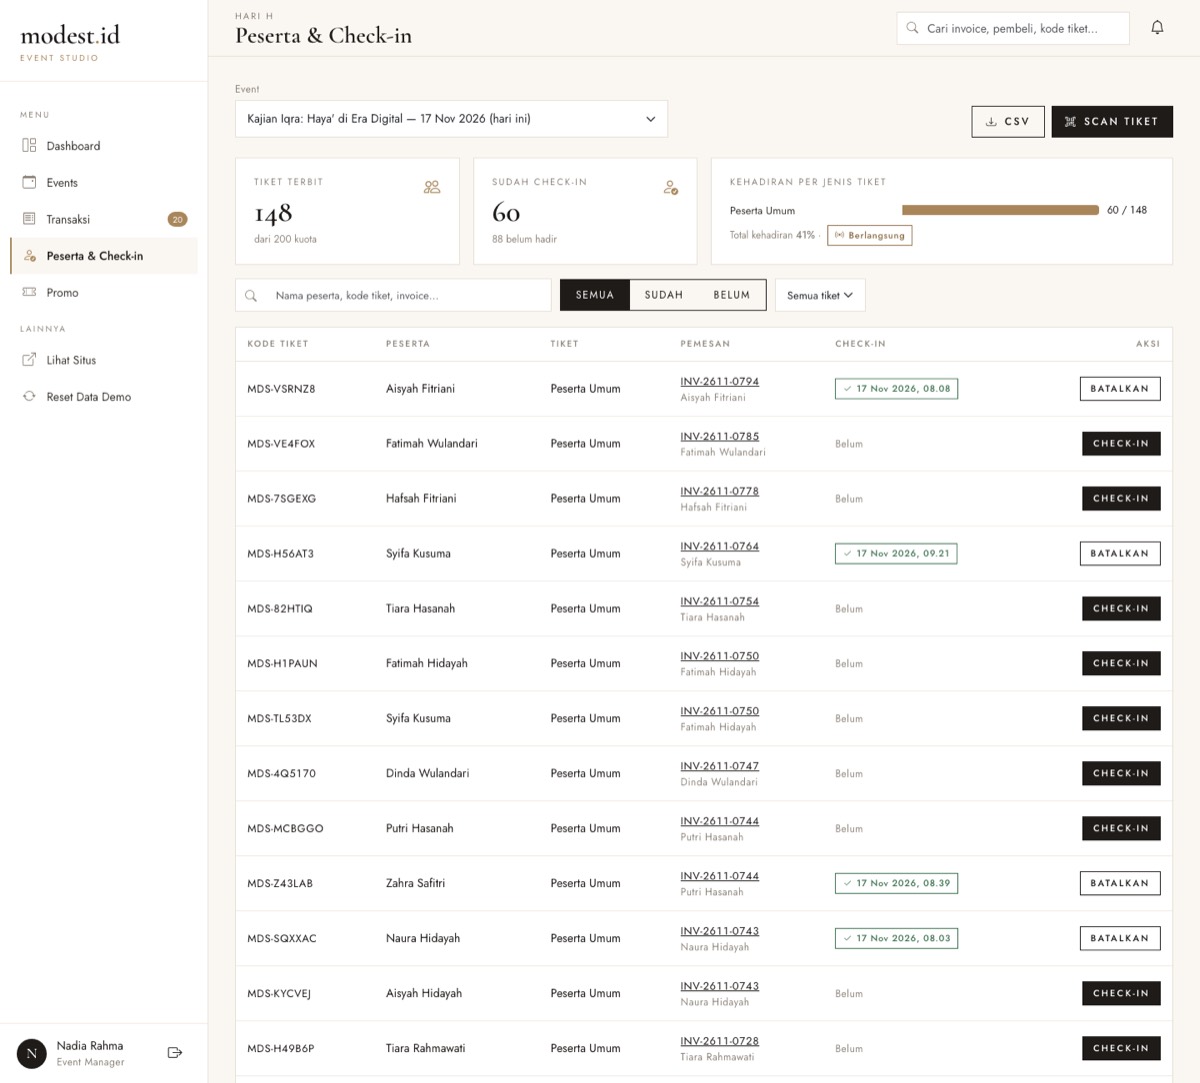 modest.id
EVENT STUDIO
MENU
Dashboard
Events
Transaksi 20
Peserta & Check-in
Promo
LAINNYA
Lihat Situs
Reset Data Demo
N
Nadia Rahma
Event Manager
HARI H
Peserta & Check-in
Cari invoice, pembeli, kode tiket...
Event
Kajian Iqra: Haya' di Era Digital — 17 Nov 2026 (hari ini)
CSV
SCAN TIKET
TIKET TERBIT
148
dari 200 kuota
SUDAH CHECK-IN
60
88 belum hadir
KEHADIRAN PER JENIS TIKET
Peserta Umum 60 / 148
Total kehadiran 41% · Berlangsung
Nama peserta, kode tiket, invoice...
SEMUA SUDAH BELUM
Semua tiket
KODE TIKET PESERTA TIKET PEMESAN CHECK-IN AKSI
MDS-VSRNZ8 Aisyah Fitriani Peserta Umum INV-2611-0794 17 Nov 2026, 08.08 BATALKAN
Aisyah Fitriani
MDS-VE4FOX Fatimah Wulandari Peserta Umum INV-2611-0785 Belum CHECK-IN
Fatimah Wulandari
MDS-7SGEXG Hafsah Fitriani Peserta Umum INV-2611-0778 Belum CHECK-IN
Hafsah Fitriani
MDS-H56AT3 Syifa Kusuma Peserta Umum INV-2611-0764 17 Nov 2026, 09.21 BATALKAN
Syifa Kusuma
MDS-82HTIQ Tiara Hasanah Peserta Umum INV-2611-0754 Belum CHECK-IN
Tiara Hasanah
MDS-H1PAUN Fatimah Hidayah Peserta Umum INV-2611-0750 Belum CHECK-IN
Fatimah Hidayah
MDS-TL53DX Syifa Kusuma Peserta Umum INV-2611-0750 Belum CHECK-IN
Fatimah Hidayah
MDS-4Q5170 Dinda Wulandari Peserta Umum INV-2611-0747 Belum CHECK-IN
Dinda Wulandari
MDS-MCBGGO Putri Hasanah Peserta Umum INV-2611-0744 Belum CHECK-IN
Putri Hasanah
MDS-Z43LAB Zahra Safitri Peserta Umum INV-2611-0744 17 Nov 2026, 08.39 BATALKAN
Putri Hasanah
MDS-SQXXAC Naura Hidayah Peserta Umum INV-2611-0743 17 Nov 2026, 08.03 BATALKAN
Naura Hidayah
MDS-KYCVEJ Aisyah Hidayah Peserta Umum INV-2611-0743 Belum CHECK-IN
Naura Hidayah
MDS-H49B6P Tiara Rahmawati Peserta Umum INV-2611-0728 Belum CHECK-IN
Tiara Rahmawati